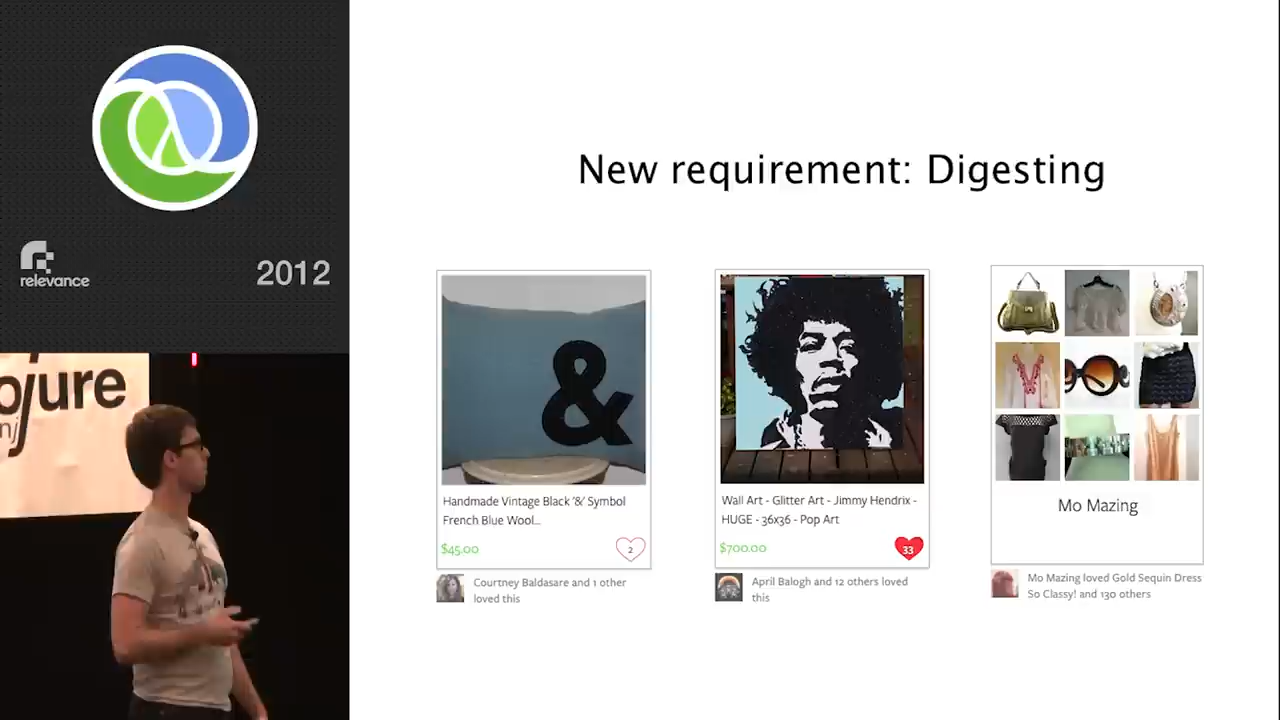 relevance
2012
ojure
nj
New requirement: Digesting
&
Handmade Vintage Black '&' Symbol
French Blue Wool...
$45.00
2
Courtney Baldasare and 1 other
loved this
Wall Art - Glitter Art - Jimmy Hendrix -
HUGE - 36x36 - Pop Art
$700.00
33
April Balogh and 12 others loved
this
Mo Mazing
Mo Mazing loved Gold Sequin Dress
So Classy! and 130 others